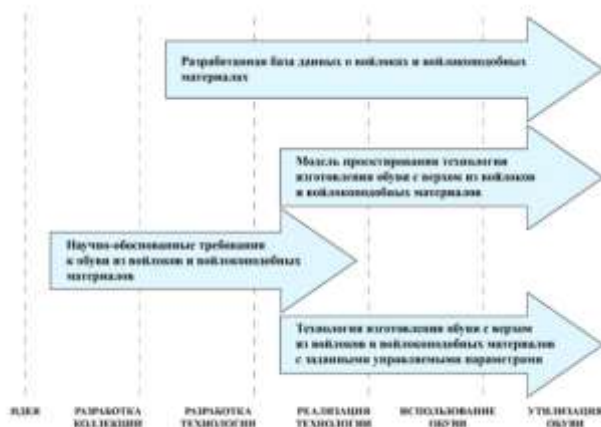 Разработанная база данных о войлоках и войлокоподобных
материалах
Модель проектирования технологии
изготовления обуви с верхом из войлоков
и войлокоподобных материалов
Научно-обоснованные требования
к обуви из войлоков и войлокоподобных
материалов
Технология изготовления обуви с верхом
из войлоков и войлокоподобных материалов
с заданными управляемыми параметрами
ИДЕЯ РАЗРАБОТКА РАЗРАБОТКА РЕАЛИЗАЦИЯ ИСПОЛЬЗОВАНИЕ УТИЛИЗАЦИЯ
КОЛЛЕКЦИИ ТЕХНОЛОГИИ ТЕХНОЛОГИИ ОБУВИ ОБУВИ